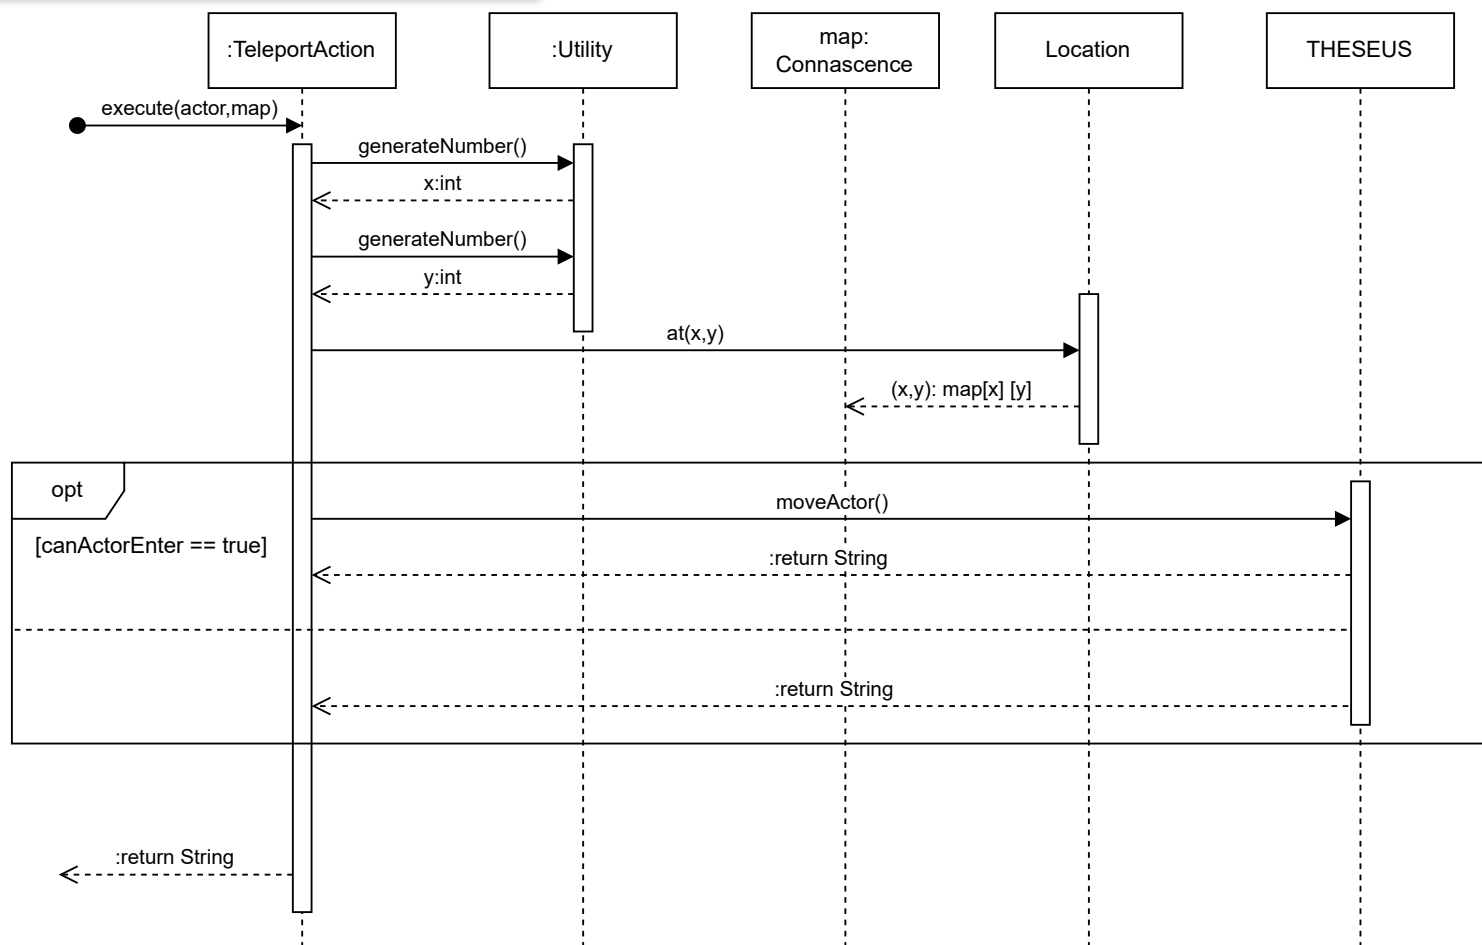 :TeleportAction
:Utility
map:
Connascence
Location
THESEUS
execute(actor,map)
generateNumber()
x:int
generateNumber()
y:int
at(x,y)
(x,y): map[x] [y]
opt
moveActor()
[canActorEnter == true]
:return String
:return String
:return String